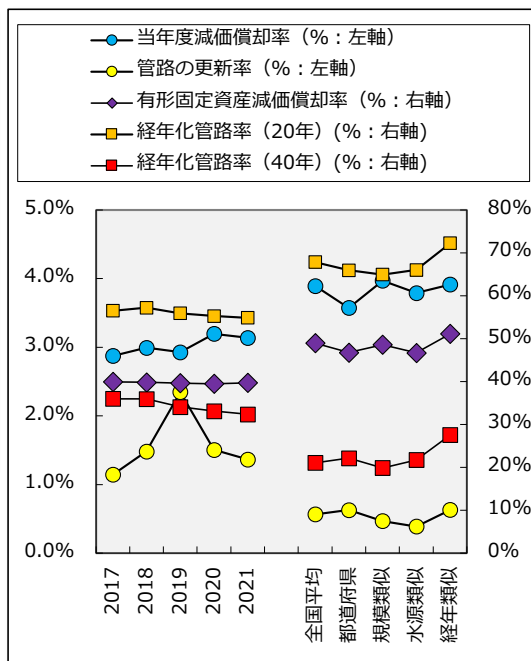 当年度減価償却率（%：左軸）
管路の更新率（%：左軸）
有形固定資産減価償却率（%：右軸）
経年化管路率（20年）(%：右軸)
経年化管路率（40年）(%：右軸)
5.0%
4.0%
3.0%
2.0%
1.0%
0.0%
80%
70%
60%
50%
40%
30%
20%
10%
0%
2017
2018
2019
2020
2021
全国平均
都道府県
規模類似
水源類似
経年類似